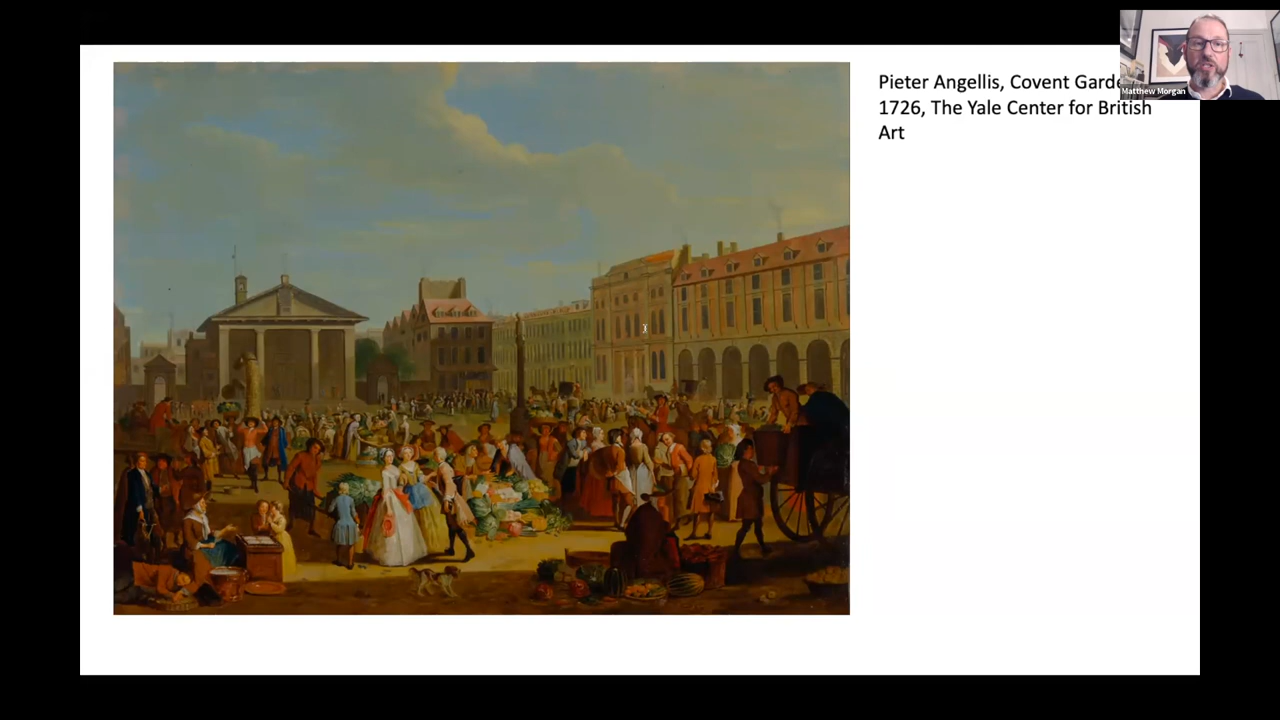 Pieter Angellis, Covent Garde
1726, The Yale Center for British
Art
Matthew Morgan